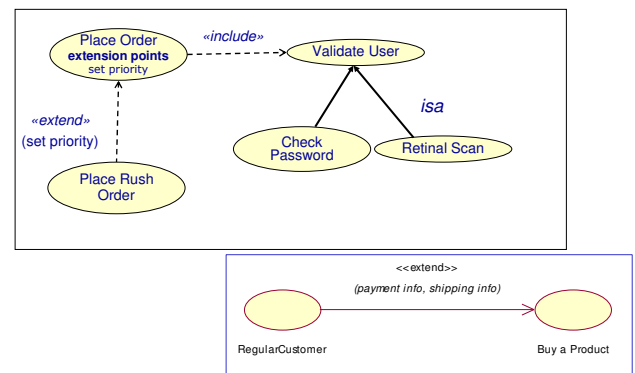 Place Order
extension points
set priority
«include»
Validate User
isa
«extend»
(set priority)
Check
Password
Retinal Scan
Place Rush
Order
<<extend>>
(payment info, shipping info)
RegularCustomer
Buy a Product